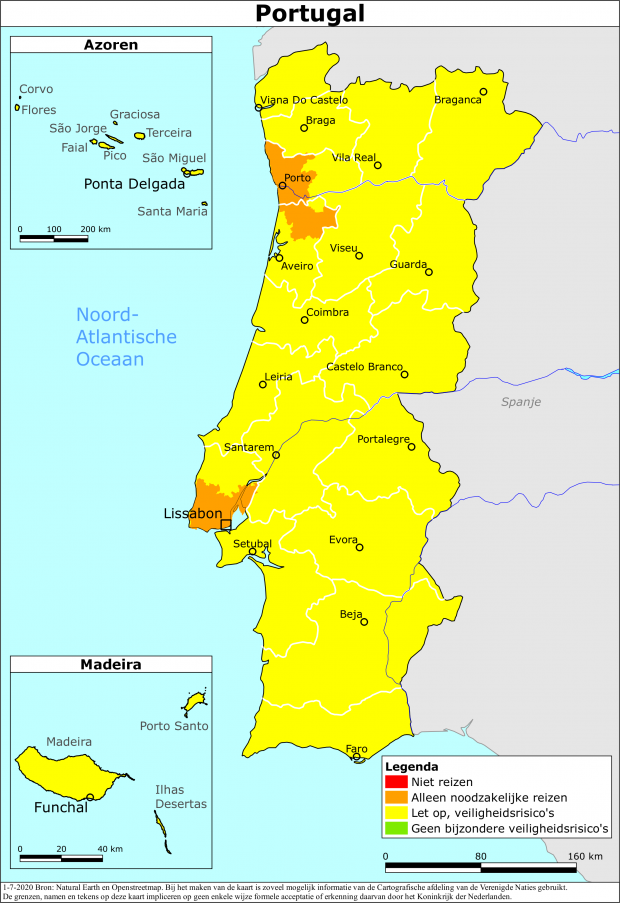 Portugal
Azoren
Corvo
Flores
Graciosa
São Jorge
Terceira
Faial
Pico
São Miguel
Ponta Delgada
Santa Maria
0 100 200 km
Viana Do Castelo
Braganca
Braga
Vila Real
Porto
Viseu
Guarda
Aveiro
Noord-
Atlantische
Oceaan
Coimbra
Castelo Branco
Leiria
Spanje
Portalegre
Santarem
Lissabon
Setubal
Evora
Beja
Faro
Madeira
Porto Santo
Madeira
Ilhas
Desertas
Funchal
0 20 40 km
Legenda
Niet reizen
Alleen noodzakelijke reizen
Let op, veiligheidsrisico's
Geen bijzondere veiligheidsrisico's
0 80 160 km
1-7-2020 Bron: Natural Earth en Openstreetmap. Bij het maken van de kaart is zoveel mogelijk informatie van de Cartografische afdeling van de Verenigde Naties gebruikt.
De grenzen, namen en tekens op deze kaart impliceren op geen enkele wijze formele acceptatie of erkenning daarvan door het Koninkrijk der Nederlanden.